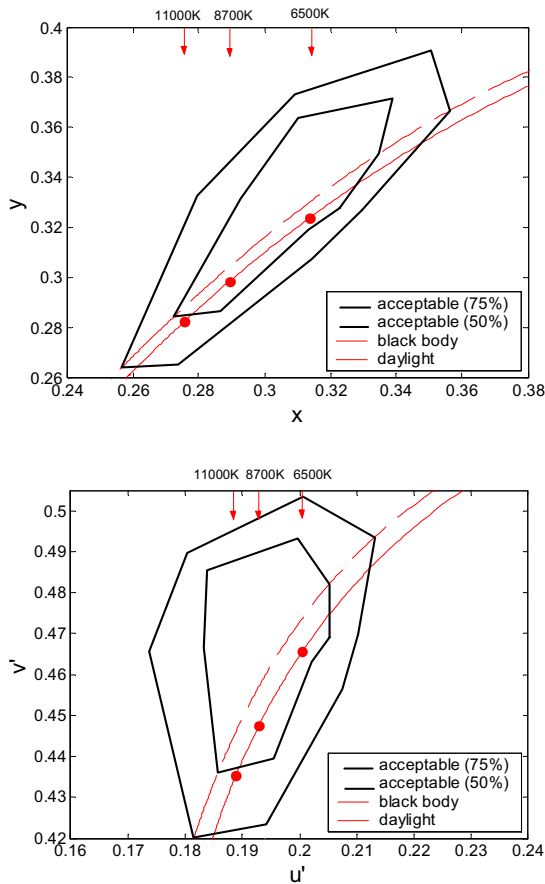 11000K 8700K 6500K
0.4
0.38
0.36
0.34
0.32
0.3
0.28
0.26
y
0.24 0.26 0.28 0.3 0.32 0.34 0.36 0.38
x
acceptable (75%)
acceptable (50%)
black body
daylight
11000K 8700K 6500K
0.5
0.49
0.48
0.47
0.46
0.45
0.44
0.43
0.42
v'
0.16 0.17 0.18 0.19 0.2 0.21 0.22 0.23 0.24
u'
acceptable (75%)
acceptable (50%)
black body
daylight